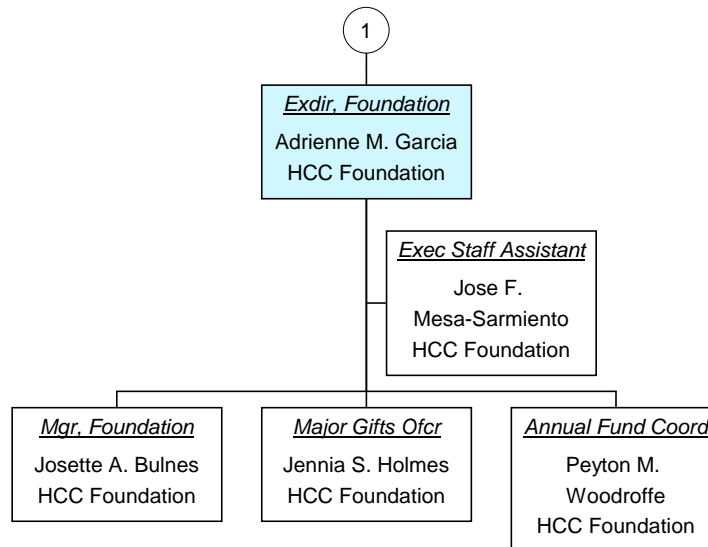 1
Exdir, Foundation
Adrienne M. Garcia
HCC Foundation
Exec Staff Assistant
Jose F.
Mesa-Sarmiento
HCC Foundation
Mgr, Foundation
Josette A. Bulnes
HCC Foundation
Major Gifts Ofcr
Jennia S. Holmes
HCC Foundation
Annual Fund Coord
Peyton M.
Woodroffe
HCC Foundation